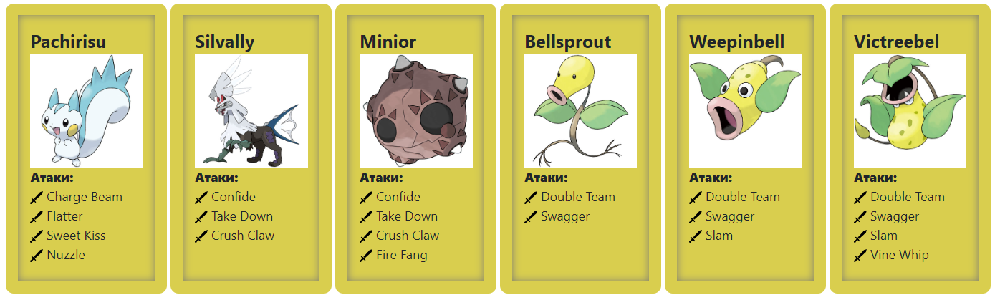 Pachirisu
Атаки:
Charge Beam
Flatter
Sweet Kiss
Nuzzle
Silvally
Атаки:
Confide
Take Down
Crush Claw
Minior
Атаки:
Confide
Take Down
Crush Claw
Fire Fang
Bellsprout
Атаки:
Double Team
Swagger
Weepinbell
Атаки:
Double Team
Swagger
Slam
Victreebel
Атаки:
Double Team
Swagger
Slam
Vine Whip